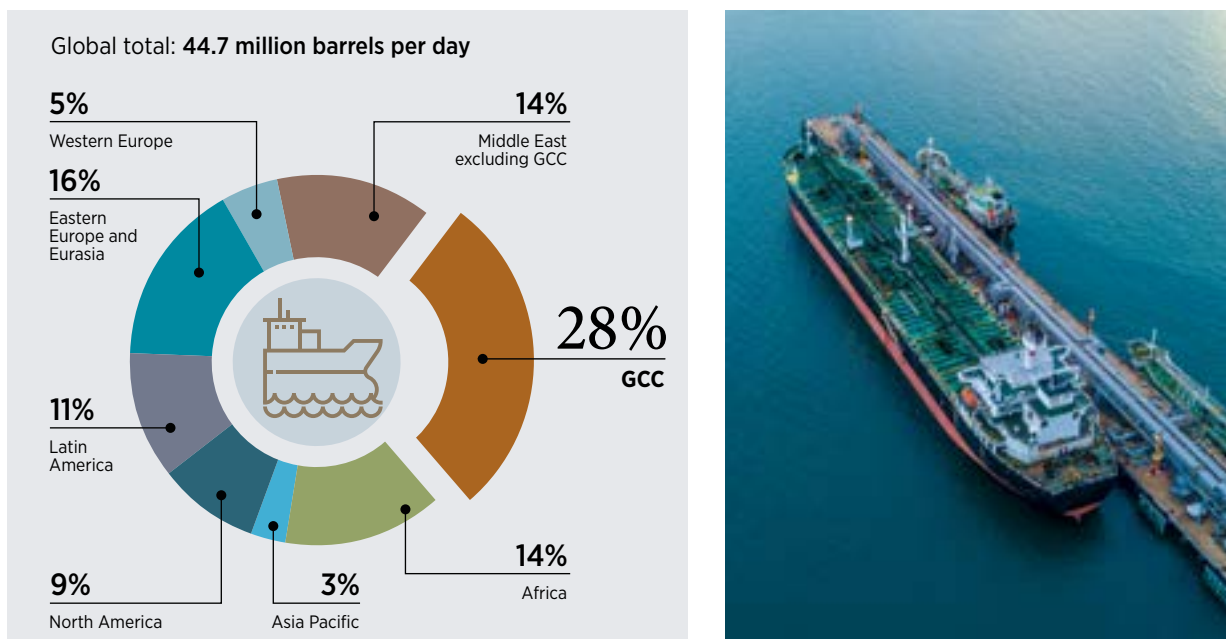 Global total: 44.7 million barrels per day
5%
Western Europe
14%
Middle East
excluding GCC
16%
Eastern
Europe and
Eurasia
28%
GCC
11%
Latin
America
14%
Africa
9%
North America
3%
Asia Pacific